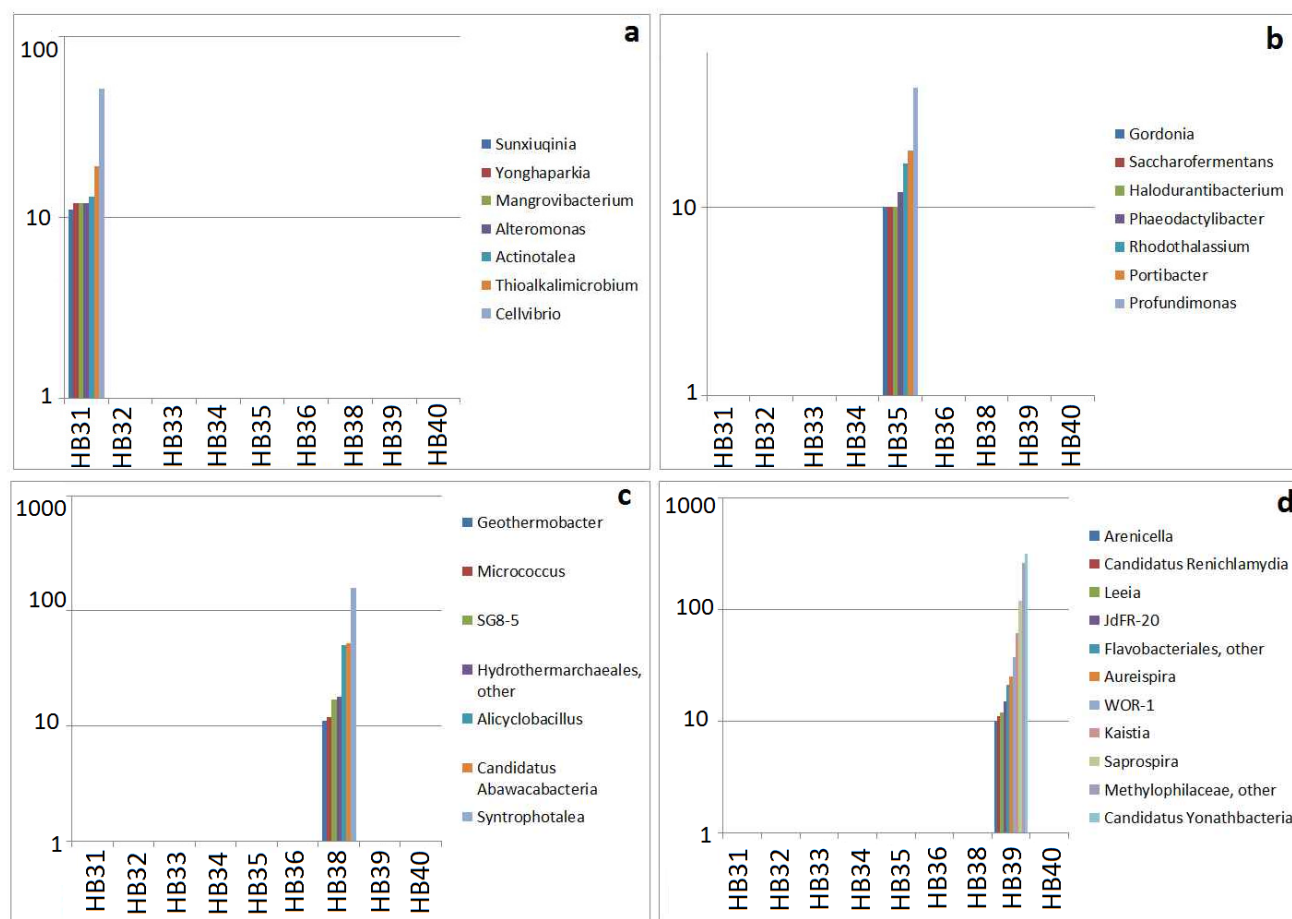 a
100
10
1
HB31
HB32
HB33
HB34
HB35
HB36
HB38
HB39
HB40
Sunxiuqinia
Yonghaparkia
Mangrovibacterium
Alteromonas
Actinotalea
Thioalkalimicrobium
Cellvibrio
b
10
1
HB31
HB32
HB33
HB34
HB35
HB36
HB38
HB39
HB40
Gordonia
Saccharofermentans
Halodurantibacterium
Phaeodactylibacter
Rhodothalassium
Portibacter
Profundimonas
c
1000
100
10
1
HB31
HB32
HB33
HB34
HB35
HB36
HB38
HB39
HB40
Geothermobacter
Micrococcus
SG8-5
Hydrothermarchaeales,
other
Alicyclobacillus
Candidatus
Abawacabacteria
Syntrophotalea
d
1000
100
10
1
HB31
HB32
HB33
HB34
HB35
HB36
HB38
HB39
HB40
Arenicella
Candidatus Renichlamydia
Leeia
JdFR-20
Flavobacteriales, other
Aureispira
WOR-1
Kaistia
Saprospira
Methylophilaceae, other
Candidatus Yonathbacteria